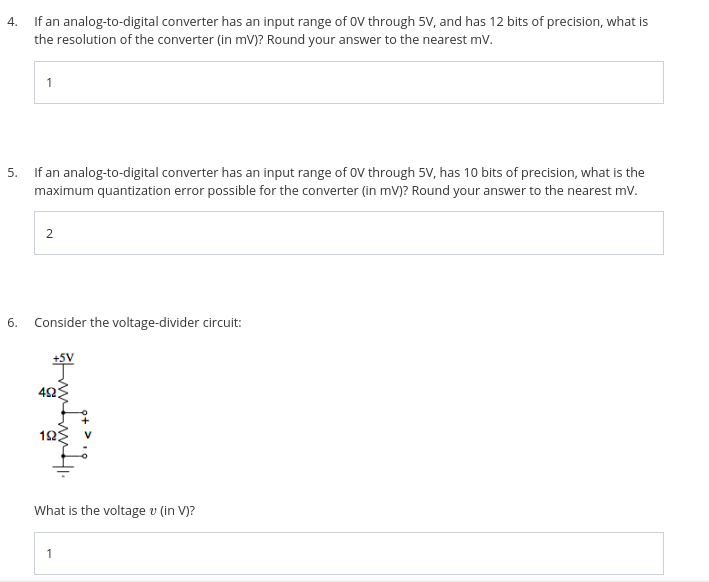 4. If an analog-to-digital converter has an input range of 0V through 5V, and has 12 bits of precision, what is
the resolution of the converter (in mV)? Round your answer to the nearest mV.
1
5. If an analog-to-digital converter has an input range of 0V through 5V, has 10 bits of precision, what is the
maximum quantization error possible for the converter (in mV)? Round your answer to the nearest mV.
2
6. Consider the voltage-divider circuit:
+5V
4Ω
+
1Ω v
-
What is the voltage v (in V)?
1